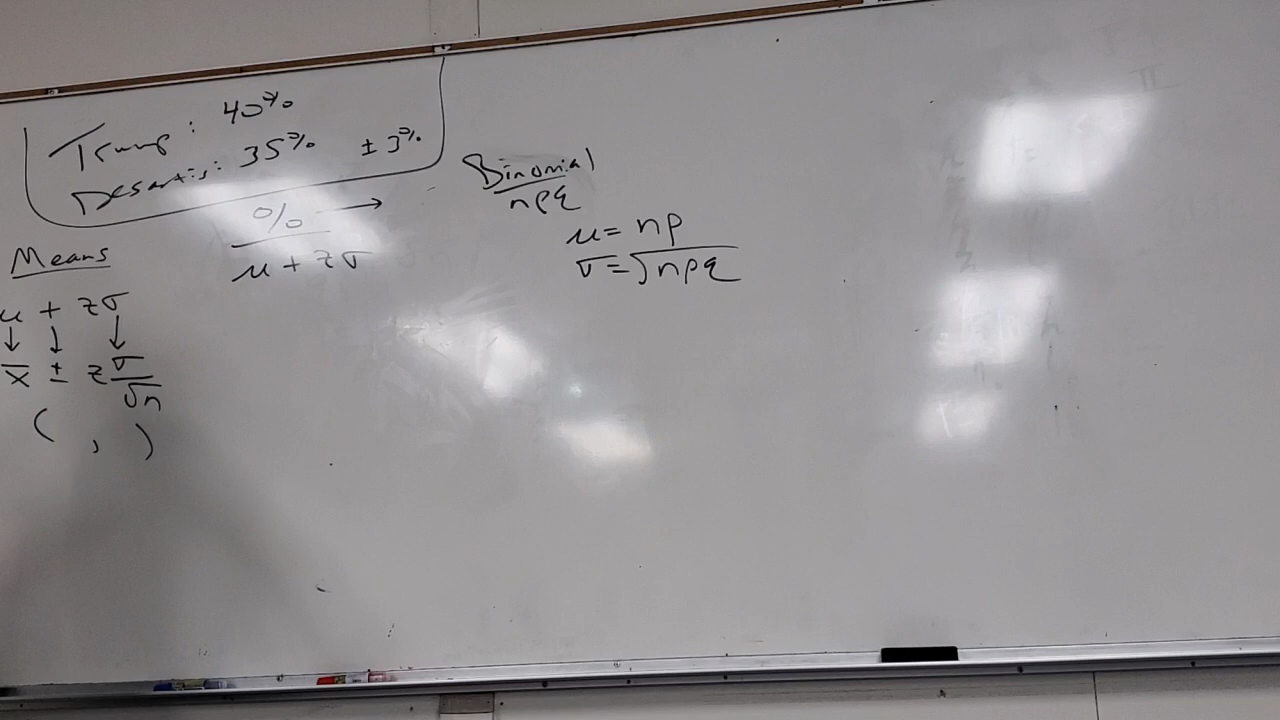 Trump: 40%
Desantis: 35% ± 3%
Means
μ + zσ
↓ ↓ ↓
x̄ ± z σ/√n
( , )
% →
μ + zσ
Binomial
npq
μ = np
σ = √npq